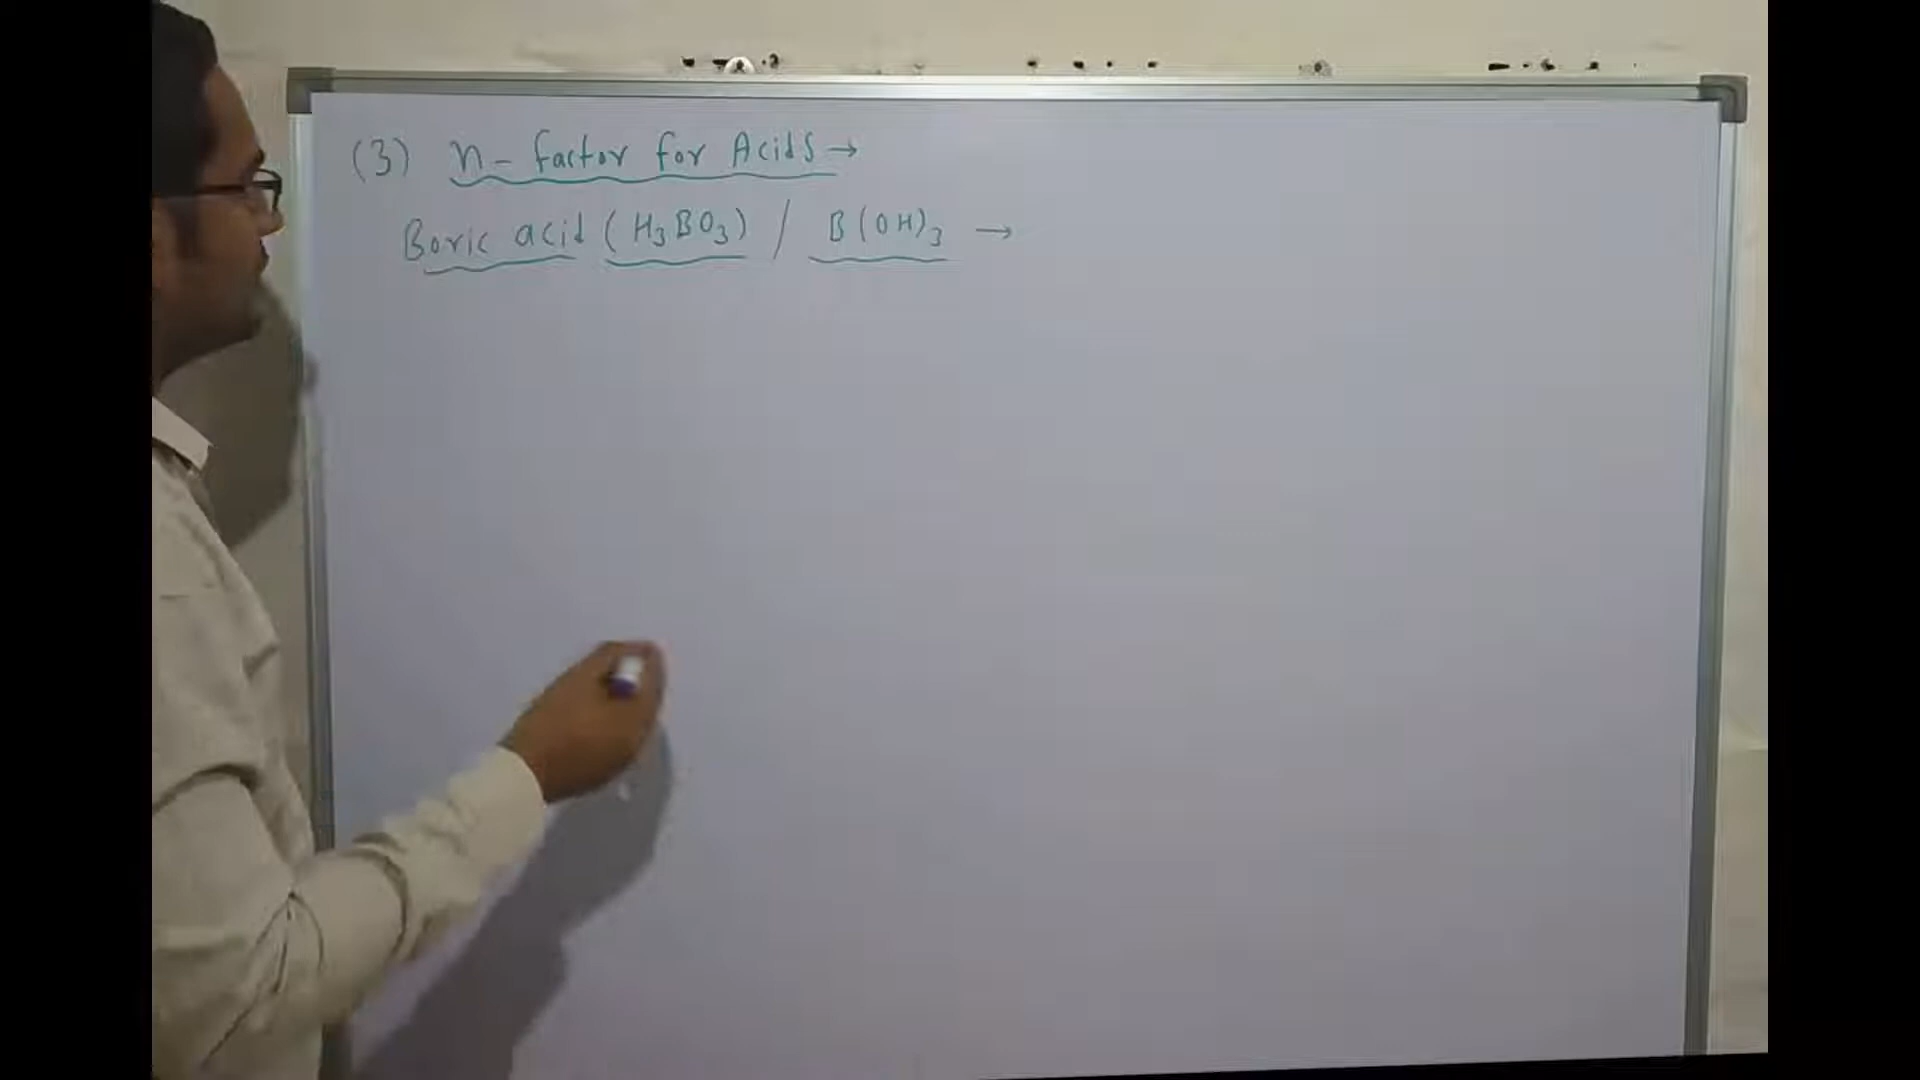 (3) n- factor for Acids →
Boric acid (H₃BO₃) / B(OH)₃ →